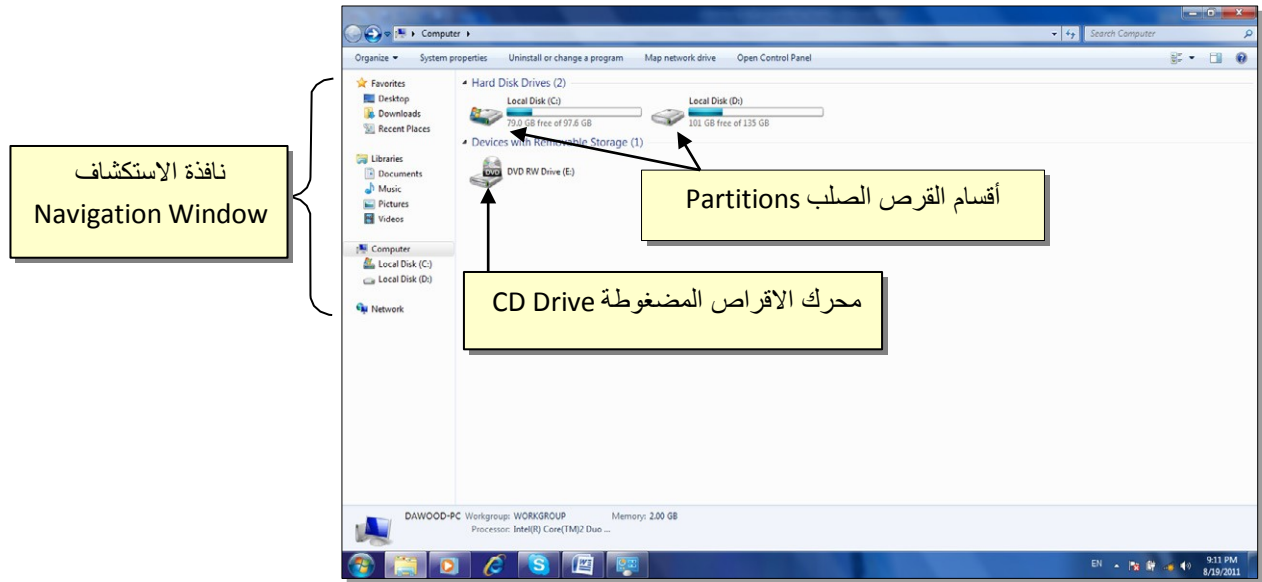 Computer
Search Computer
Organize
System properties
Uninstall or change a program
Map network drive
Open Control Panel
Favorites
Desktop
Downloads
Recent Places
Libraries
Documents
Music
Pictures
Videos
Computer
Local Disk (C:)
Local Disk (D:)
Network
Hard Disk Drives (2)
Local Disk (C:)
79.0 GB free of 97.6 GB
Local Disk (D:)
101 GB free of 135 GB
Devices with Removable Storage (1)
DVD RW Drive (E:)
نافذة الاستكشاف
Navigation Window
أقسام القرص الصلب Partitions
محرك الاقراص المضغوطة CD Drive
DAWOOD-PC Workgroup: WORKGROUP Memory: 2.00 GB
Processor: Intel(R) Core(TM)2 Duo ...
EN
9:11 PM
8/19/2011